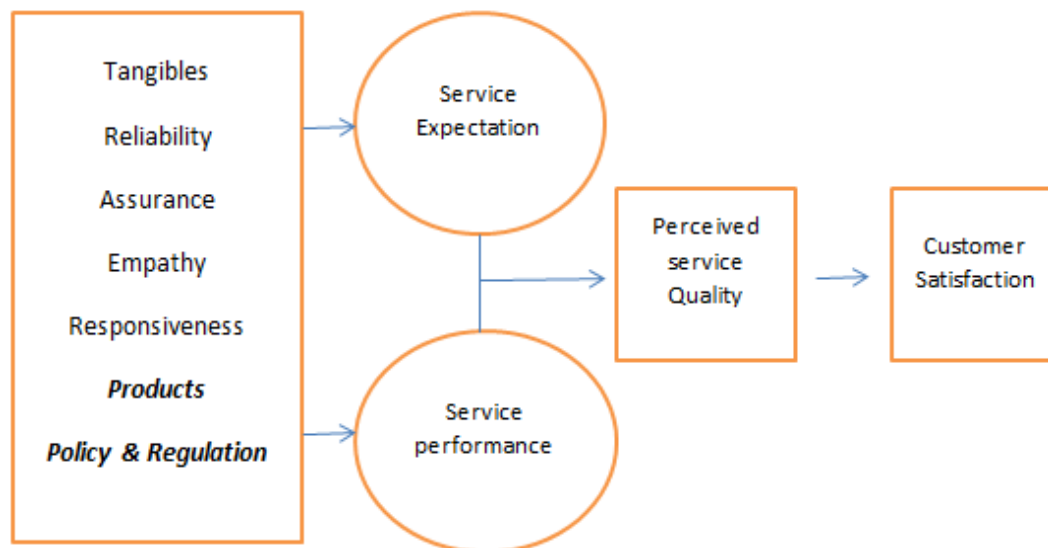 Tangibles
Reliability
Assurance
Empathy
Responsiveness
Products
Policy & Regulation
Service
Expectation
Service
performance
Perceived
service
Quality
Customer
Satisfaction